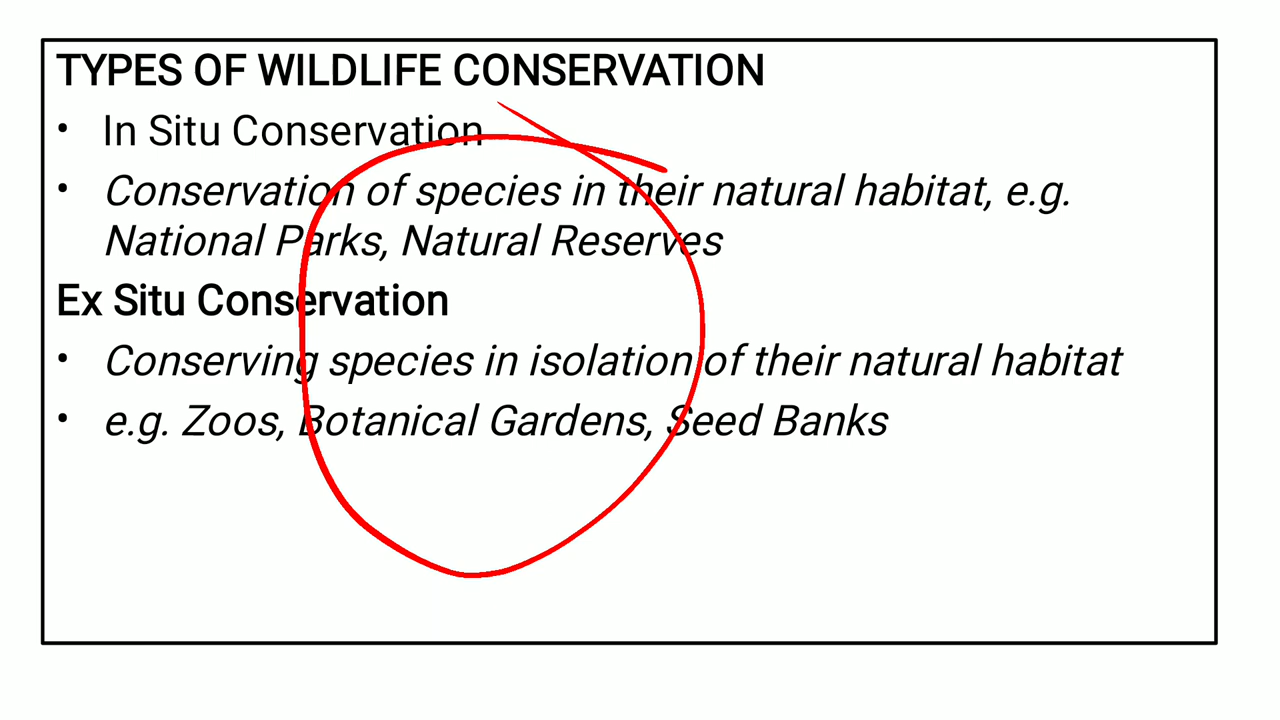 TYPES OF WILDLIFE CONSERVATION
• In Situ Conservation
• Conservation of species in their natural habitat, e.g.
National Parks, Natural Reserves
Ex Situ Conservation
• Conserving species in isolation of their natural habitat
• e.g. Zoos, Botanical Gardens, Seed Banks